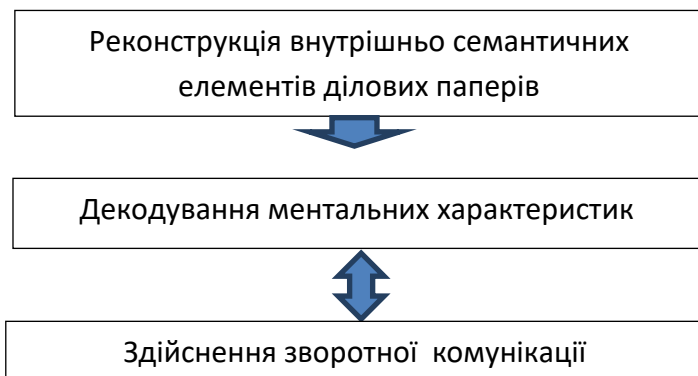 Реконструкція внутрішньо семантичних
елементів ділових паперів
Декодування ментальних характеристик
Здійснення зворотної комунікації